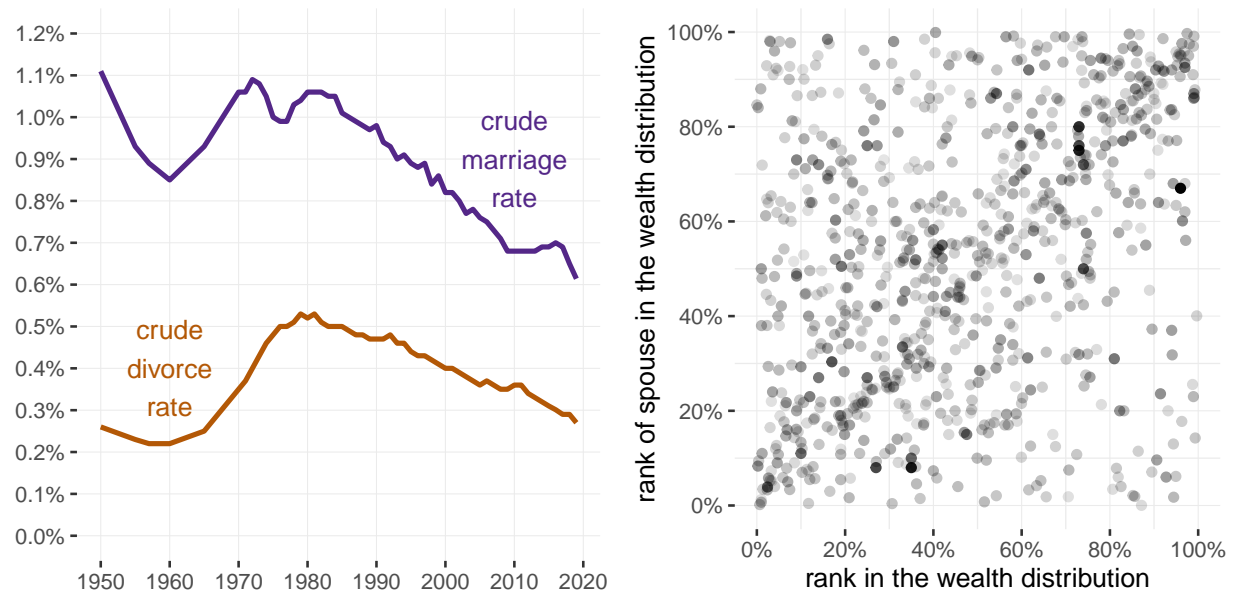 1.2%
1.1%
1.0%
0.9%
0.8%
0.7%
0.6%
0.5%
0.4%
0.3%
0.2%
0.1%
0.0%
crude
marriage
rate
crude
divorce
rate
1950 1960 1970 1980 1990 2000 2010 2020
rank of spouse in the wealth distribution
100%
80%
60%
40%
20%
0%
0% 20% 40% 60% 80% 100%
rank in the wealth distribution